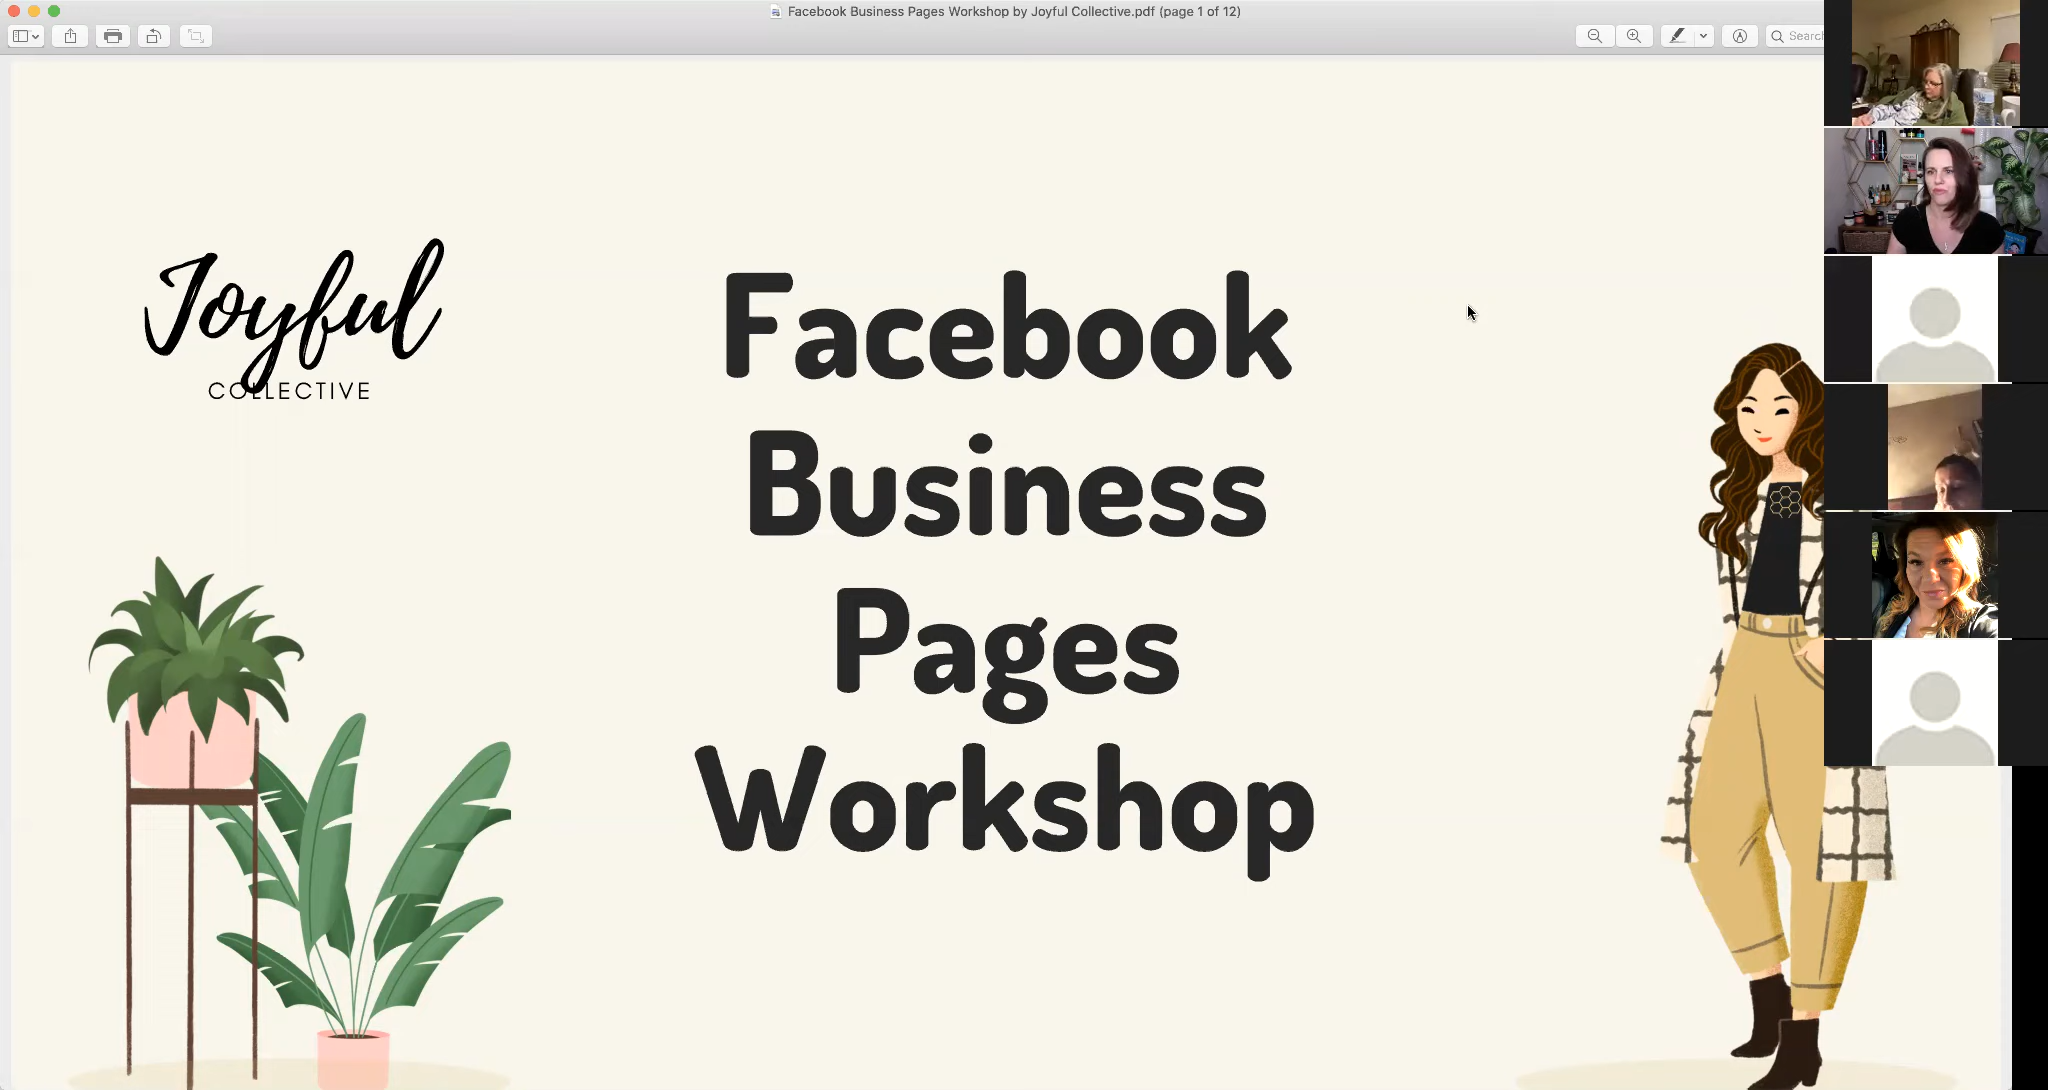 Facebook Business Pages Workshop by Joyful Collective.pdf (page 1 of 12)
Search
Joyful
COLLECTIVE
Facebook
Business
Pages
Workshop